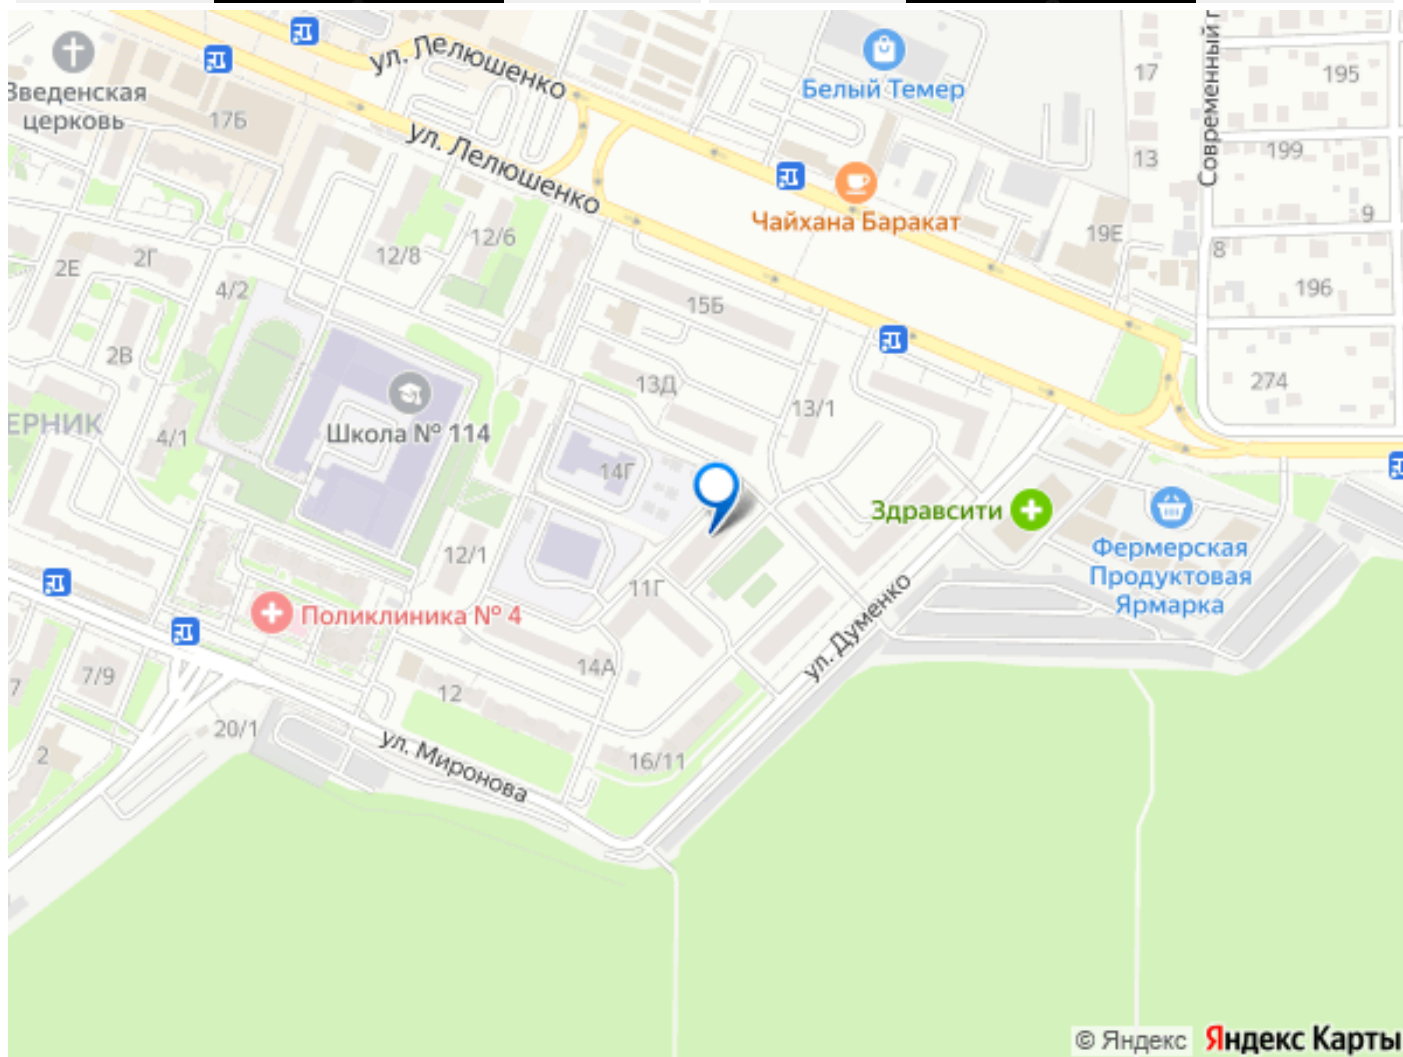 ул. Лелюшенко
Белый Темер
17
195
Современный п
Введенская
церковь
17Б
ул. Лелюшенко
13
199
Чайхана Баракат
9
12/6
2Г
12/8
19Е
8
2Е
4/2
196
15Б
2В
13Д
274
13/1
ЕРНИК
4/1
Школа № 114
14Г
Здравсити
12/1
Фермерская
Продуктовая
Ярмарка
11Г
Поликлиника № 4
ул. Думенко
14А
7/9
7
12
20/1
ул. Миронова
2
16/11
© Яндекс Яндекс Карты